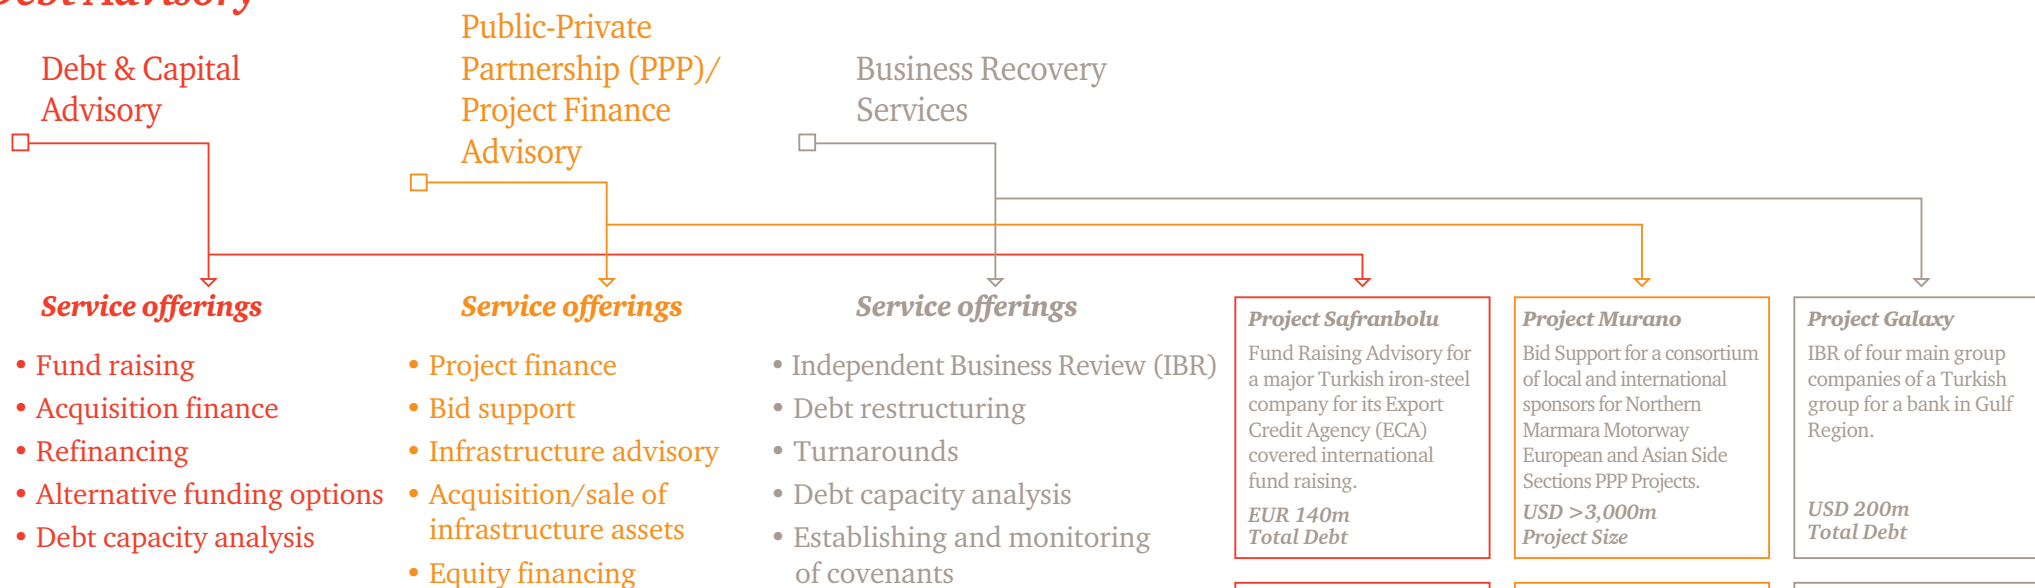 Debt Advisory
Debt & Capital
Advisory
Public-Private
Partnership (PPP)/
Project Finance
Advisory
Business Recovery
Services
Service offerings
• Fund raising
• Acquisition finance
• Refinancing
• Alternative funding options
• Debt capacity analysis
Service offerings
• Project finance
• Bid support
• Infrastructure advisory
• Acquisition/sale of
infrastructure assets
• Equity financing
Service offerings
• Independent Business Review (IBR)
• Debt restructuring
• Turnarounds
• Debt capacity analysis
• Establishing and monitoring
of covenants
Project Safranbolu
Fund Raising Advisory for
a major Turkish iron-steel
company for its Export
Credit Agency (ECA)
covered international
fund raising.
EUR 140m
Total Debt
Project Murano
Bid Support for a consortium
of local and international
sponsors for Northern
Marmara Motorway
European and Asian Side
Sections PPP Projects.
USD >3,000m
Project Size
Project Galaxy
IBR of four main group
companies of a Turkish
group for a bank in Gulf
Region.
USD 200m
Total Debt